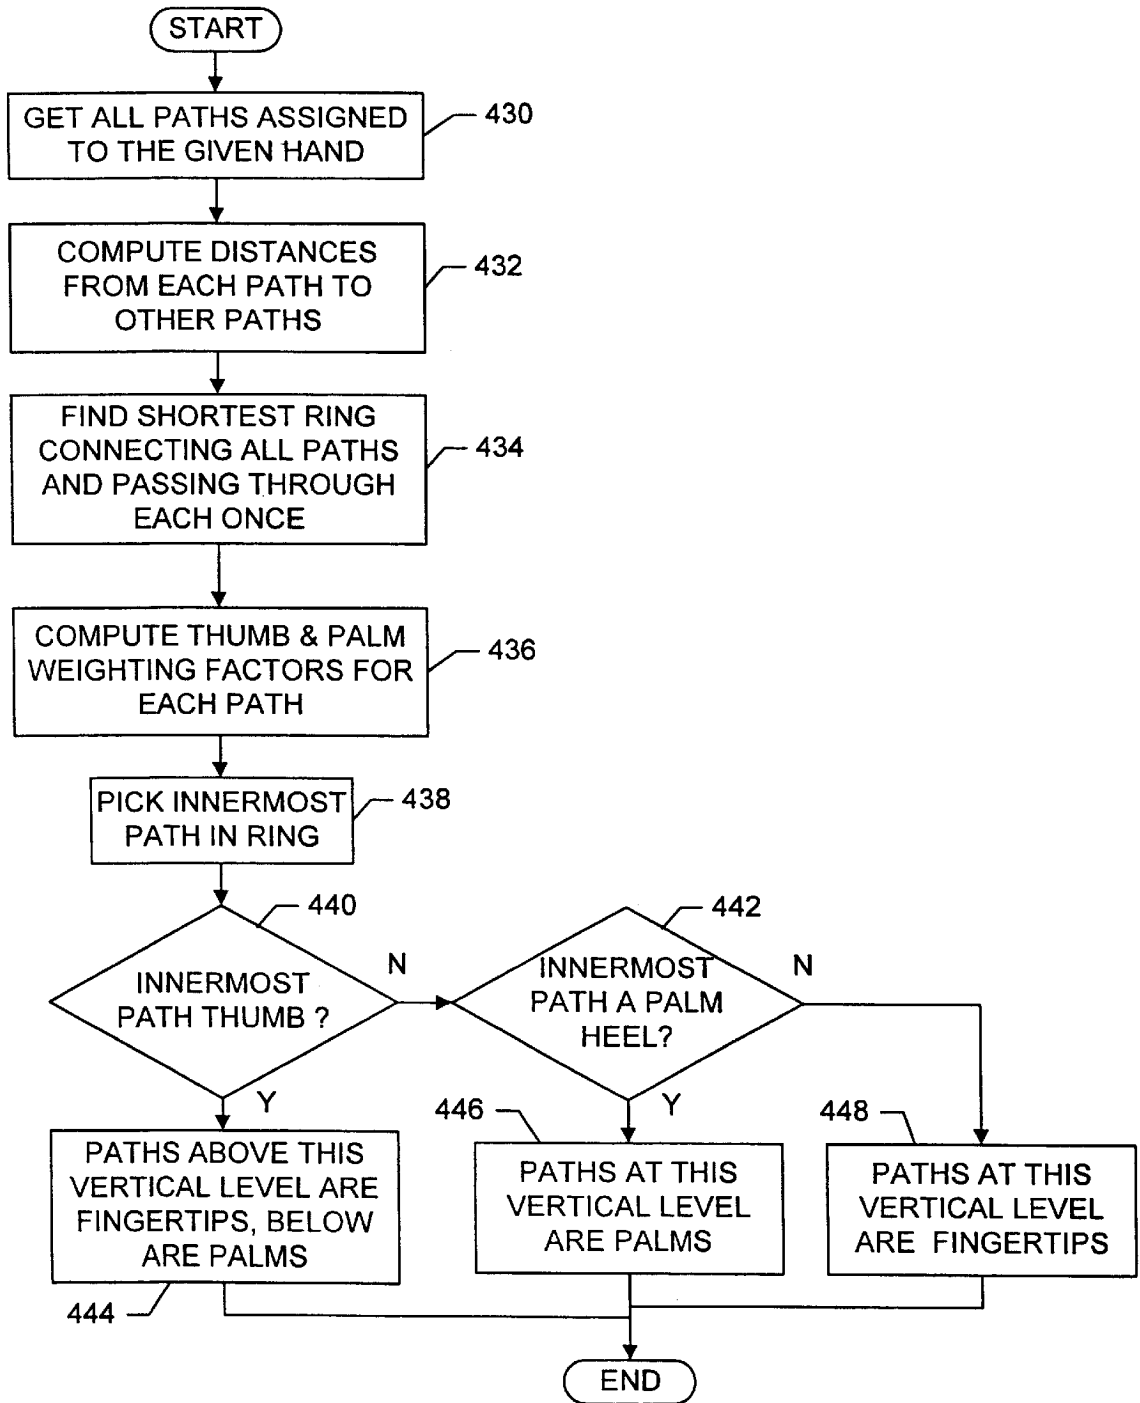 START
GET ALL PATHS ASSIGNED
TO THE GIVEN HAND
430
COMPUTE DISTANCES
FROM EACH PATH TO
OTHER PATHS
432
FIND SHORTEST RING
CONNECTING ALL PATHS
AND PASSING THROUGH
EACH ONCE
434
COMPUTE THUMB & PALM
WEIGHTING FACTORS FOR
EACH PATH
436
PICK INNERMOST
PATH IN RING
438
INNERMOST
PATH THUMB ?
440
N
INNERMOST
PATH A PALM
HEEL?
442
N
Y
PATHS ABOVE THIS
VERTICAL LEVEL ARE
FINGERTIPS, BELOW
ARE PALMS
444
Y
446
PATHS AT THIS
VERTICAL LEVEL
ARE PALMS
448
PATHS AT THIS
VERTICAL LEVEL
ARE FINGERTIPS
END